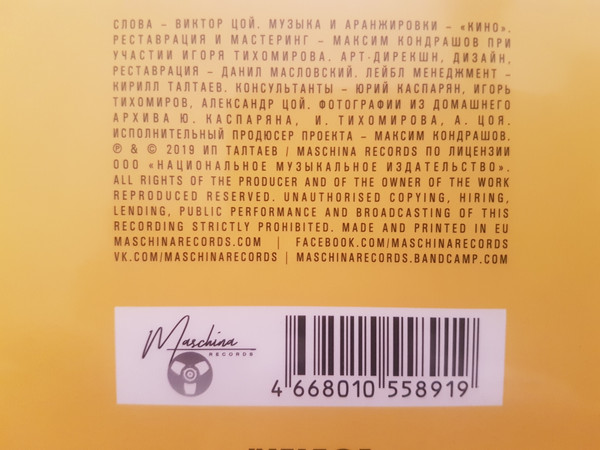 СЛОВА – ВИКТОР ЦОЙ. МУЗЫКА И АРАНЖИРОВКИ – «КИНО».
РЕСТАВРАЦИЯ И МАСТЕРИНГ – МАКСИМ КОНДРАШОВ ПРИ
УЧАСТИИ ИГОРЯ ТИХОМИРОВА. АРТ-ДИРЕКШН, ДИЗАЙН,
РЕСТАВРАЦИЯ – ДАНИЛ МАСЛОВСКИЙ. ЛЕЙБЛ МЕНЕДЖМЕНТ –
КИРИЛЛ ТАЛТАЕВ. КОНСУЛЬТАНТЫ – ЮРИЙ КАСПАРЯН, ИГОРЬ
ТИХОМИРОВ, АЛЕКСАНДР ЦОЙ. ФОТОГРАФИИ ИЗ ДОМАШНЕГО
АРХИВА Ю. КАСПАРЯНА, И. ТИХОМИРОВА, А. ЦОЯ.
ИСПОЛНИТЕЛЬНЫЙ ПРОДЮСЕР ПРОЕКТА – МАКСИМ КОНДРАШОВ.
℗ & © 2019 ИП ТАЛТАЕВ / MASCHINA RECORDS ПО ЛИЦЕНЗИИ
ООО «НАЦИОНАЛЬНОЕ МУЗЫКАЛЬНОЕ ИЗДАТЕЛЬСТВО».
ALL RIGHTS OF THE PRODUCER AND OF THE OWNER OF THE WORK
REPRODUCED RESERVED. UNAUTHORISED COPYING, HIRING,
LENDING, PUBLIC PERFORMANCE AND BROADCASTING OF THIS
RECORDING STRICTLY PROHIBITED. MADE AND PRINTED IN EU
MASCHINARECORDS.COM | FACEBOOK.COM/MASCHINARECORDS
VK.COM/MASCHINARECORDS | MASCHINARECORDS.BANDCAMP.COM
Maschina
RECORDS
4 668010 558919